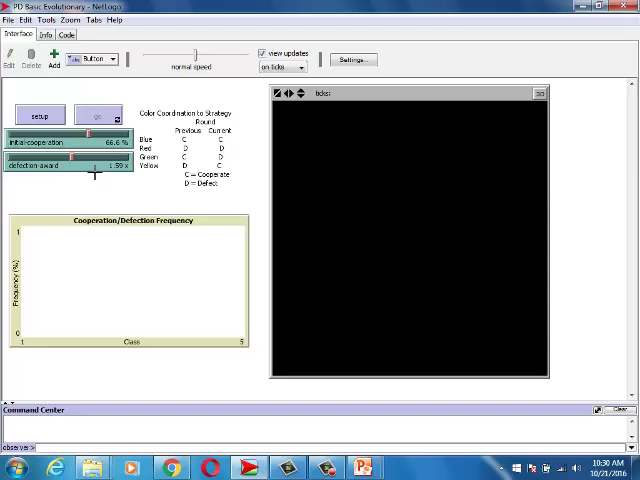 PD Basic Evolutionary - NetLogo
File Edit Tools Zoom Tabs Help
Interface Info Code
Edit Delete Add
Button
normal speed
view updates
on ticks
Settings...
setup
go
initial-cooperation 66.6 %
defection-award 1.59 x
Color Coordination to Strategy
Round
Previous Current
Blue C C
Red D D
Green C D
Yellow D C
C = Cooperate
D = Defect
ticks:
3D
Cooperation/Defection Frequency
1
Frequency (%)
0
1 Class 5
Command Center
Clear
observer>
10:30 AM
10/21/2016